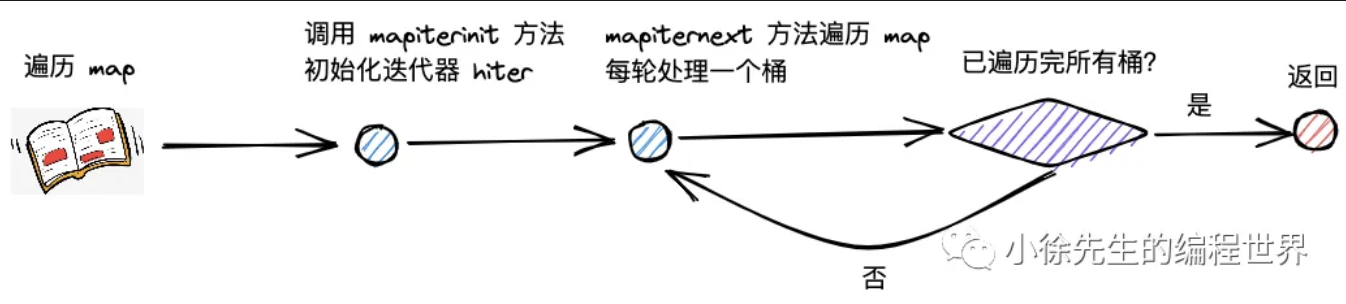 遍历 map
调用 mapiterinit 方法
初始化迭代器 hiter
mapiternext 方法遍历 map
每轮处理一个桶
已遍历完所有桶?
返回
是
否
小徐先生的编程世界